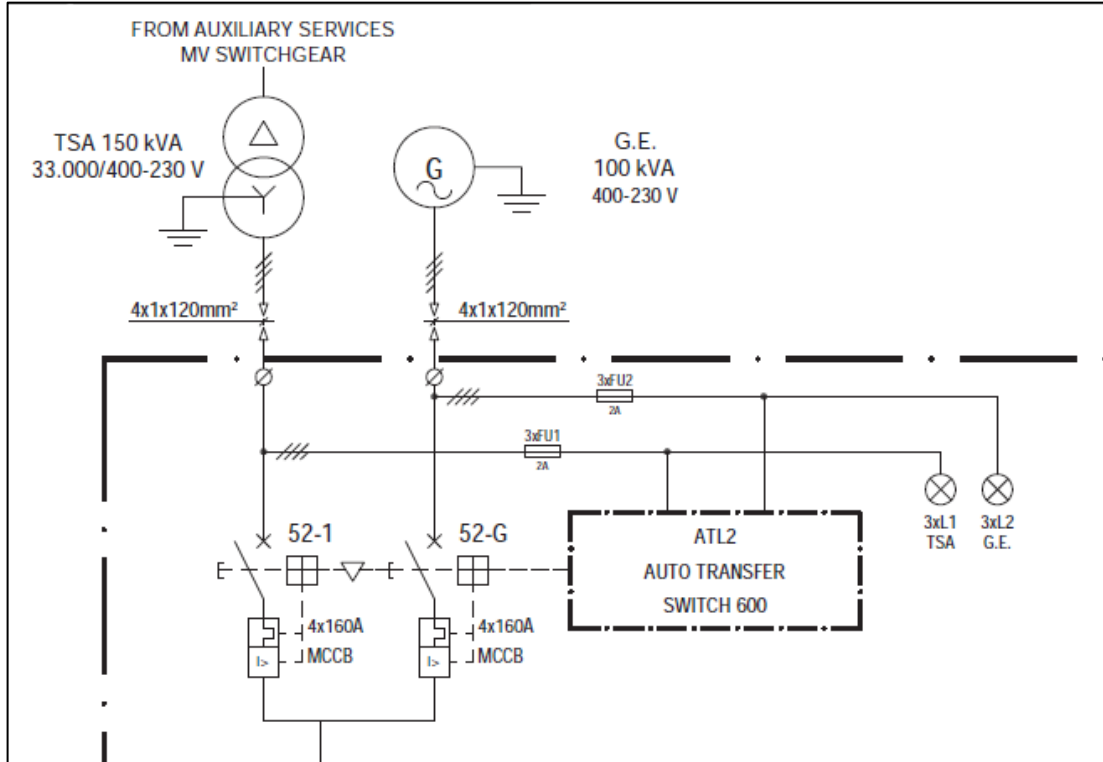 FROM AUXILIARY SERVICES
MV SWITCHGEAR
TSA 150 kVA
33.000/400-230 V
G
G.E.
100 kVA
400-230 V
4x1x120mm²
4x1x120mm²
3xFU2
2A
3xFU1
2A
3xL1
TSA
3xL2
G.E.
52-1
52-G
ATL2
AUTO TRANSFER
SWITCH 600
4x160A
MCCB
I>
4x160A
MCCB
I>